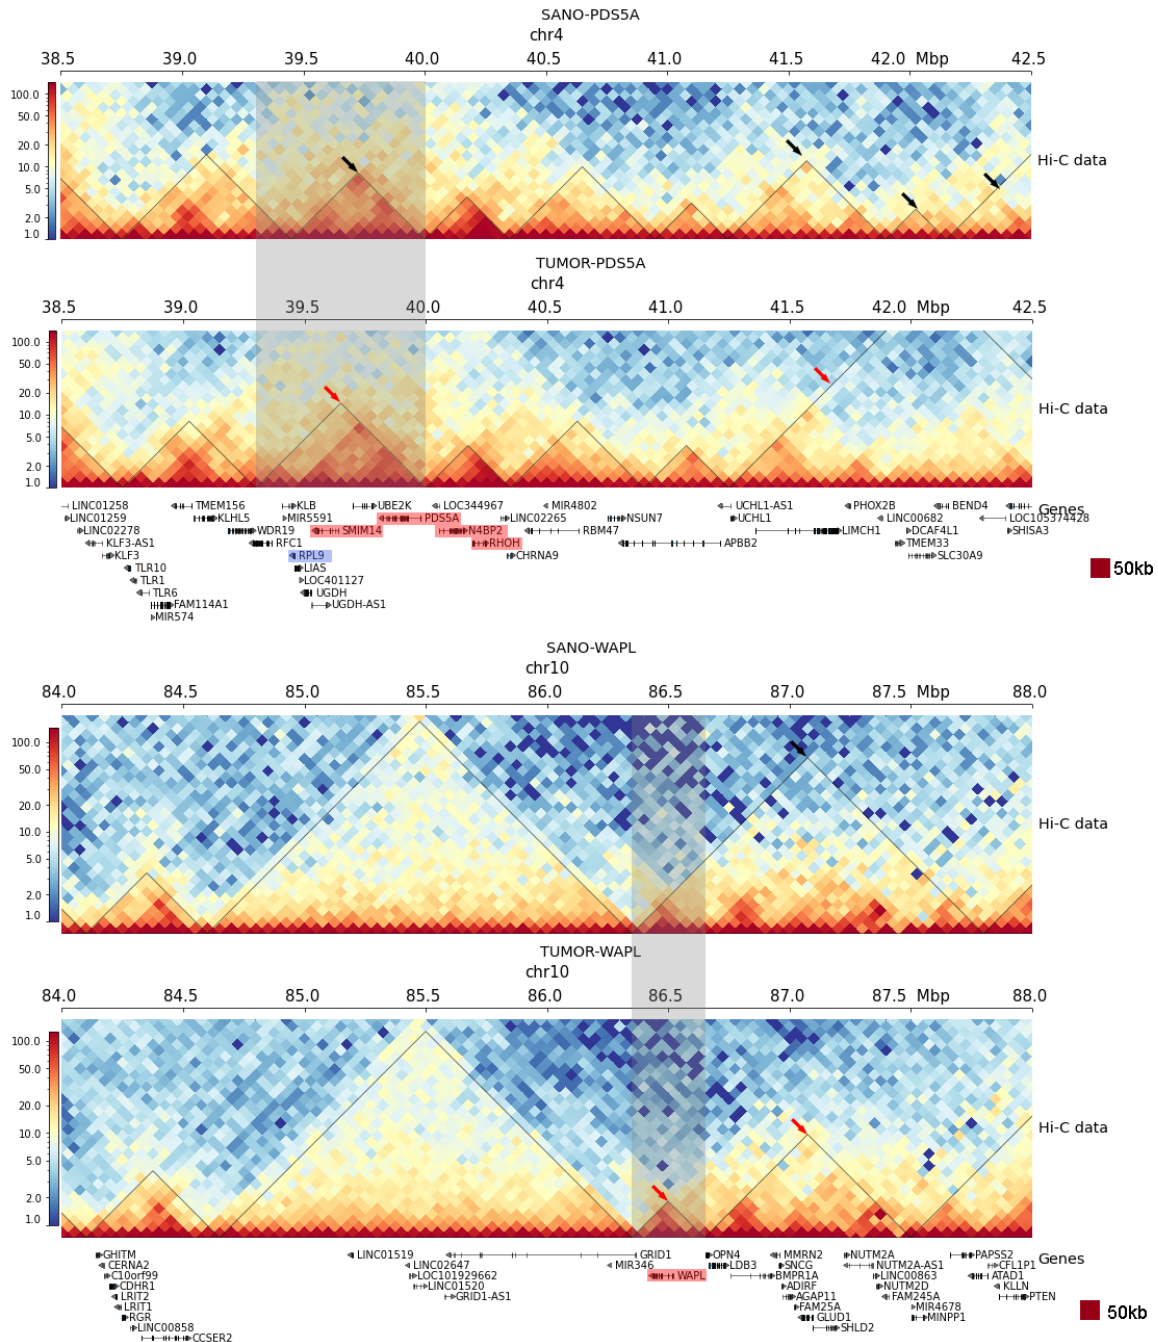 SANO-PDS5A
chr4
38.5 39.0 39.5 40.0 40.5 41.0 41.5 42.0 Mbp 42.5
100.0
50.0
20.0
10.0
5.0
2.0
1.0
Hi-C data
TUMOR-PDS5A
chr4
38.5 39.0 39.5 40.0 40.5 41.0 41.5 42.0 Mbp 42.5
100.0
50.0
20.0
10.0
5.0
2.0
1.0
Hi-C data
Genes
LINC01258 TMEM156 KLB UBE2K LOC344967 MIR4802 UCHL1-AS1 PHOX2B BEND4
LINC01259 KLHL5 MIR5591 PDS5A LINC02265 NSUN7 UCHL1 LINC00682 LOC105374428
LINC02278 WDR19 SMIM14 N4BP2 RBM47 LIMCH1 DCAF4L1 SHISA3
KLF3-AS1 RFC1 RHOH APBB2 TMEM33
KLF3 RPL9 CHRNA9 SLC30A9
TLR10 LIAS
TLR1 LOC401127
TLR6 UGDH
FAM114A1 UGDH-AS1
MIR574
50kb
SANO-WAPL
chr10
84.0 84.5 85.0 85.5 86.0 86.5 87.0 87.5 Mbp 88.0
100.0
50.0
20.0
10.0
5.0
2.0
1.0
Hi-C data
TUMOR-WAPL
chr10
84.0 84.5 85.0 85.5 86.0 86.5 87.0 87.5 Mbp 88.0
100.0
50.0
20.0
10.0
5.0
2.0
1.0
Hi-C data
Genes
GHITM LINC01519 GRID1 OPN4 MMRN2 NUTM2A PAPSS2
CERNA2 LINC02647 MIR346 LDB3 SNCG NUTM2A-AS1 CFL1P1
C10orf99 LOC101929662 WAPL BMPR1A LINC00863 ATAD1
CDHR1 LINC01520 ADIRF NUTM2D KLLN
LRIT2 GRID1-AS1 AGAP11 FAM245A PTEN
LRIT1 FAM25A MIR4678
RGR GLUD1 MINPP1
LINC00858 SHLD2
CCSER2
50kb